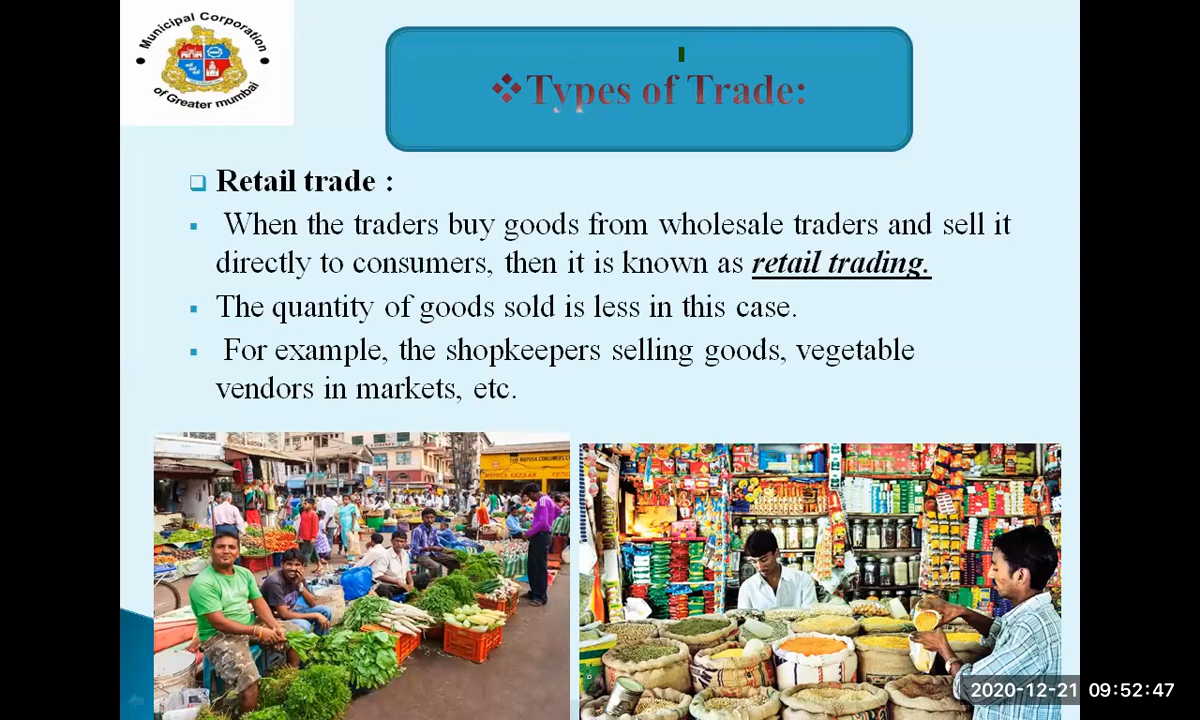 Municipal Corporation
of Greater mumbai
❖Types of Trade:
❑ Retail trade :
▪ When the traders buy goods from wholesale traders and sell it
directly to consumers, then it is known as retail trading.
▪ The quantity of goods sold is less in this case.
▪ For example, the shopkeepers selling goods, vegetable
vendors in markets, etc.
THE MAPUSA CONSUMERS
2020-12-21 09:52:47